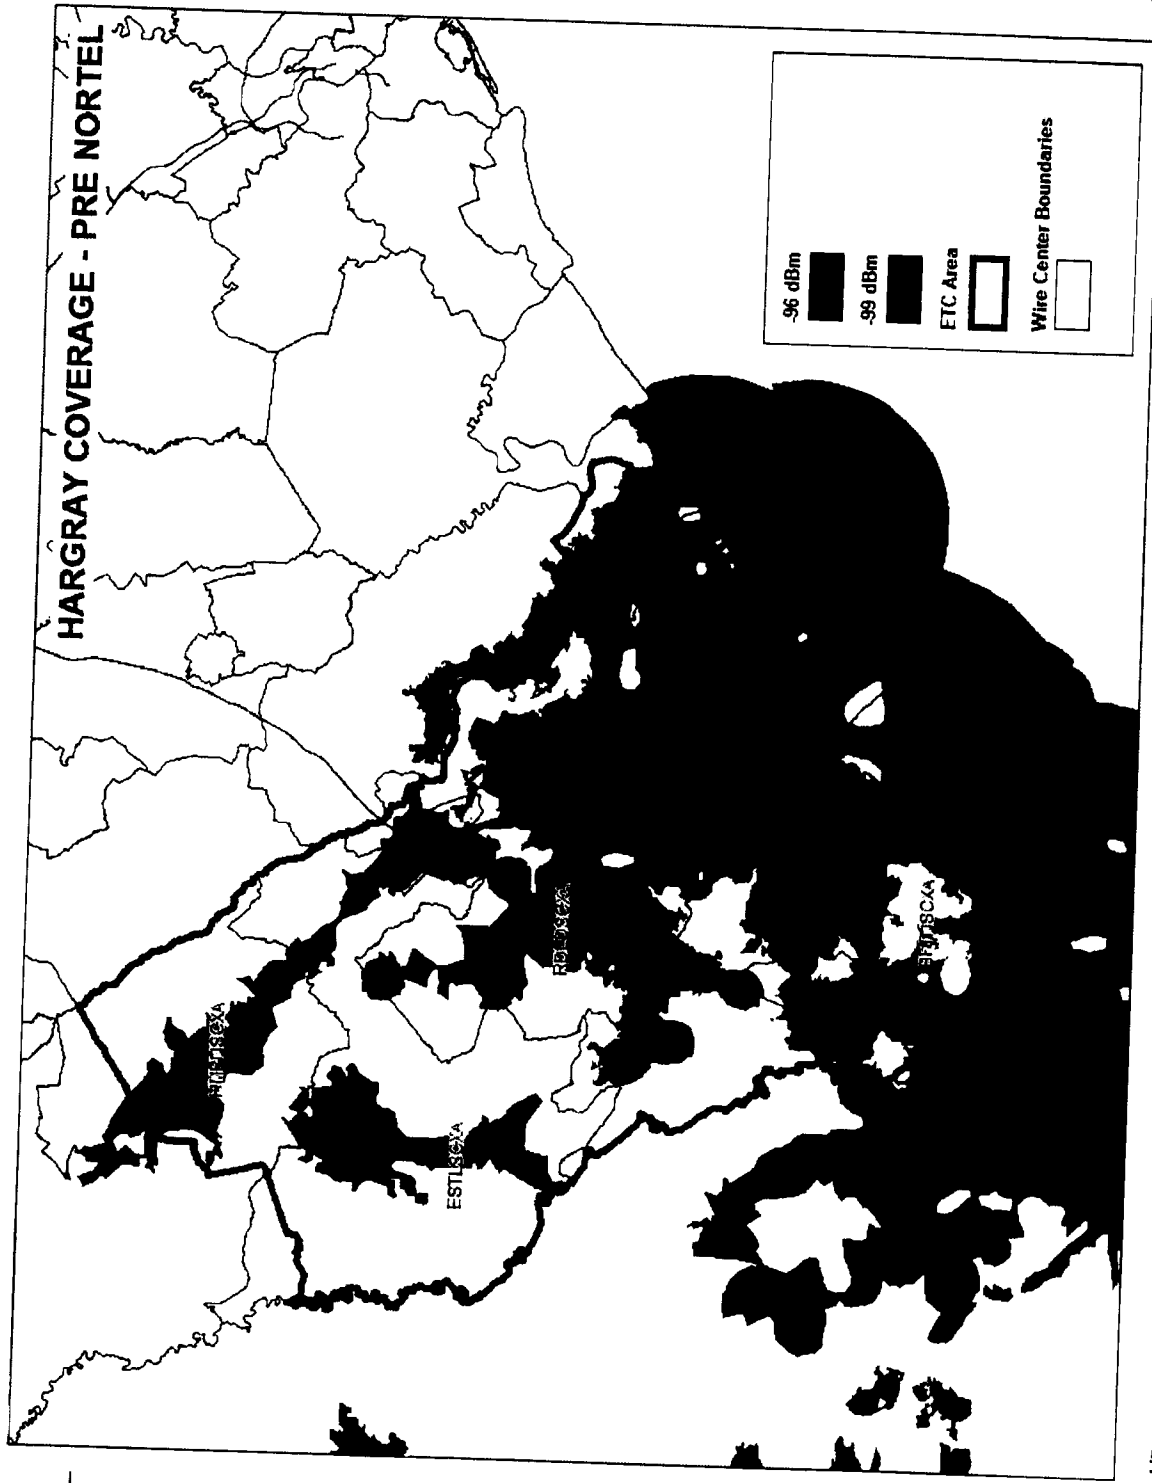 HARGRAY COVERAGE - PRE NORTEL
-96 dBm
-99 dBm
ETC Area
Wire Center Boundaries
ESTLSCXA